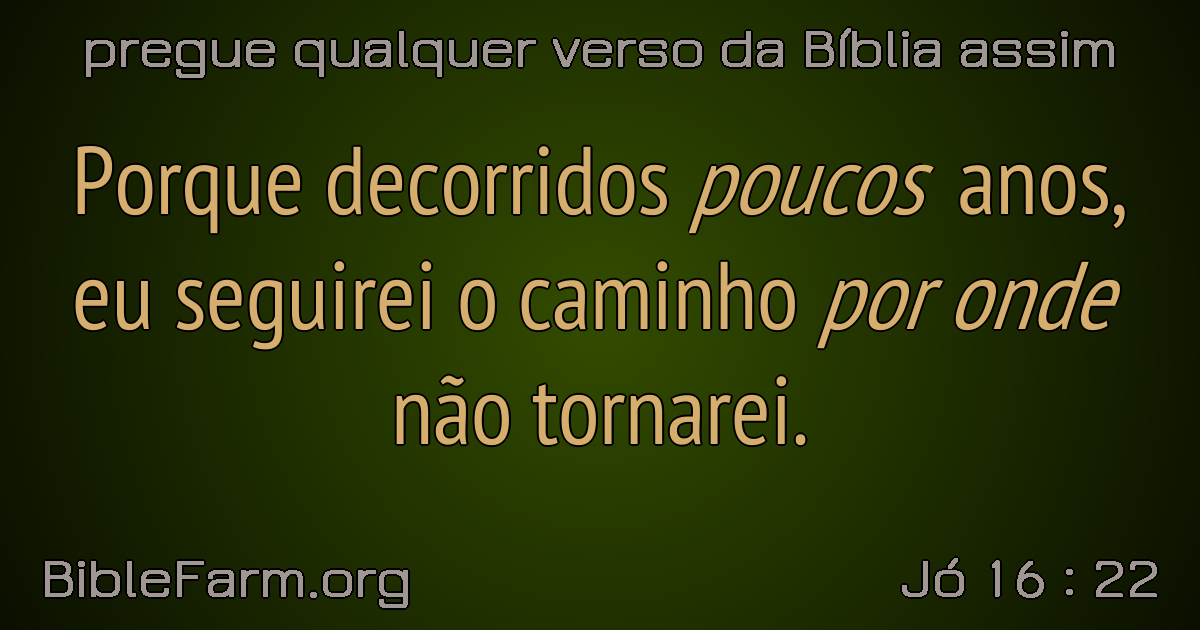 pregue qualquer verso da Bíblia assim
Porque decorridos poucos anos,
eu seguirei o caminho por onde
não tornarei.
BibleFarm.org
Jó 16 : 22